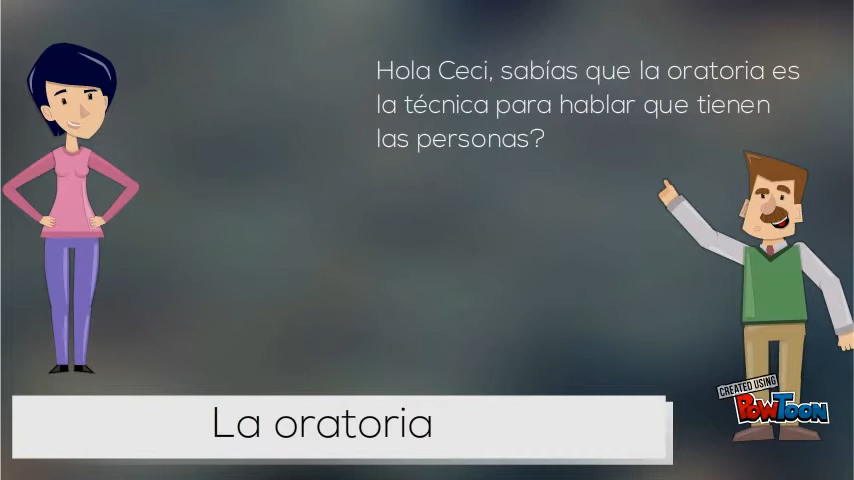 Hola Ceci, sabías que la oratoria es
la técnica para hablar que tienen
las personas?
La oratoria
CREATED USING
POWTOON